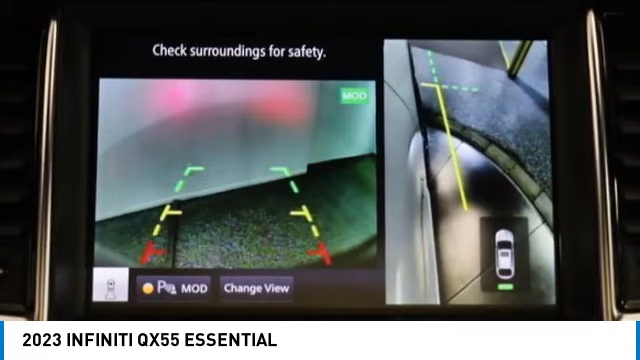 Check surroundings for safety.
MOD
P MOD
Change View
2023 INFINITI QX55 ESSENTIAL